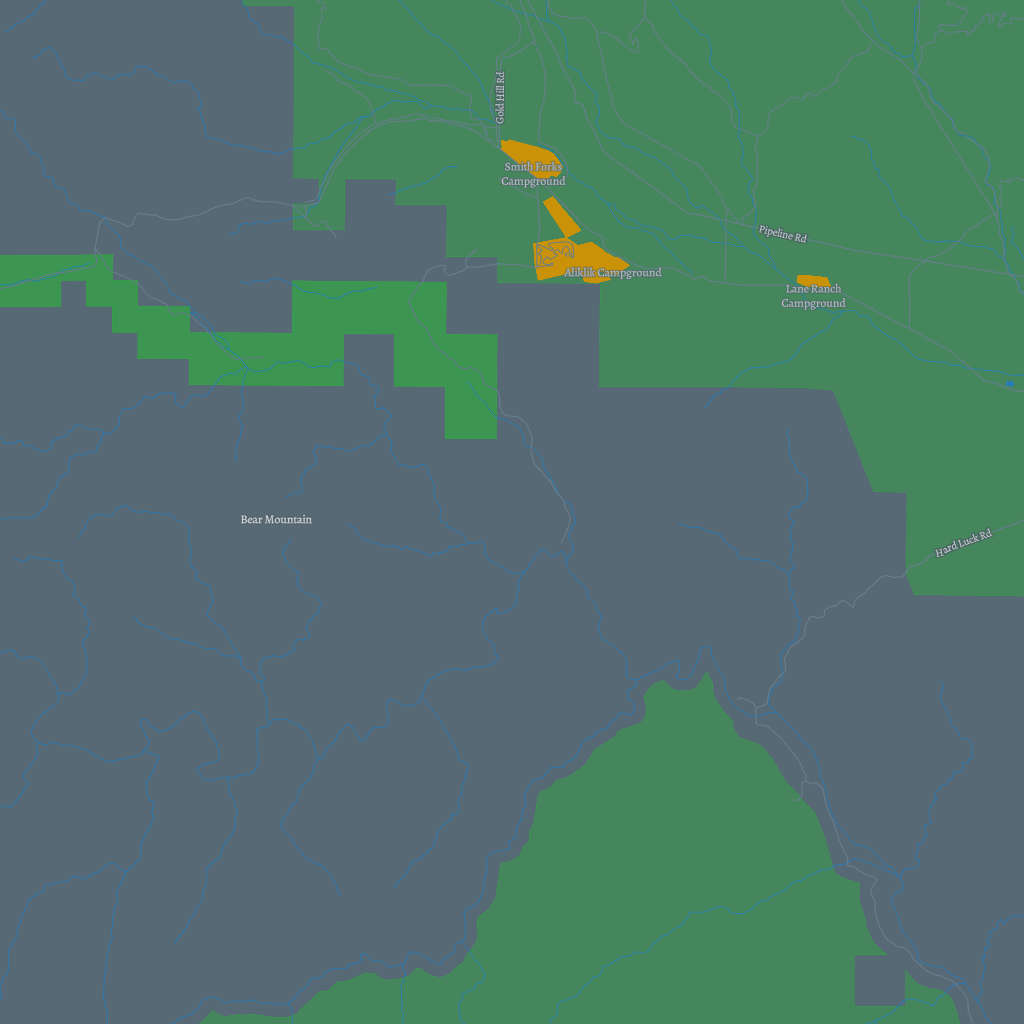 Gold Hill Rd
Smith Forks
Campground
Pipeline Rd
Aliklik Campground
Lane Ranch
Campground
Bear Mountain
Hard Luck Rd